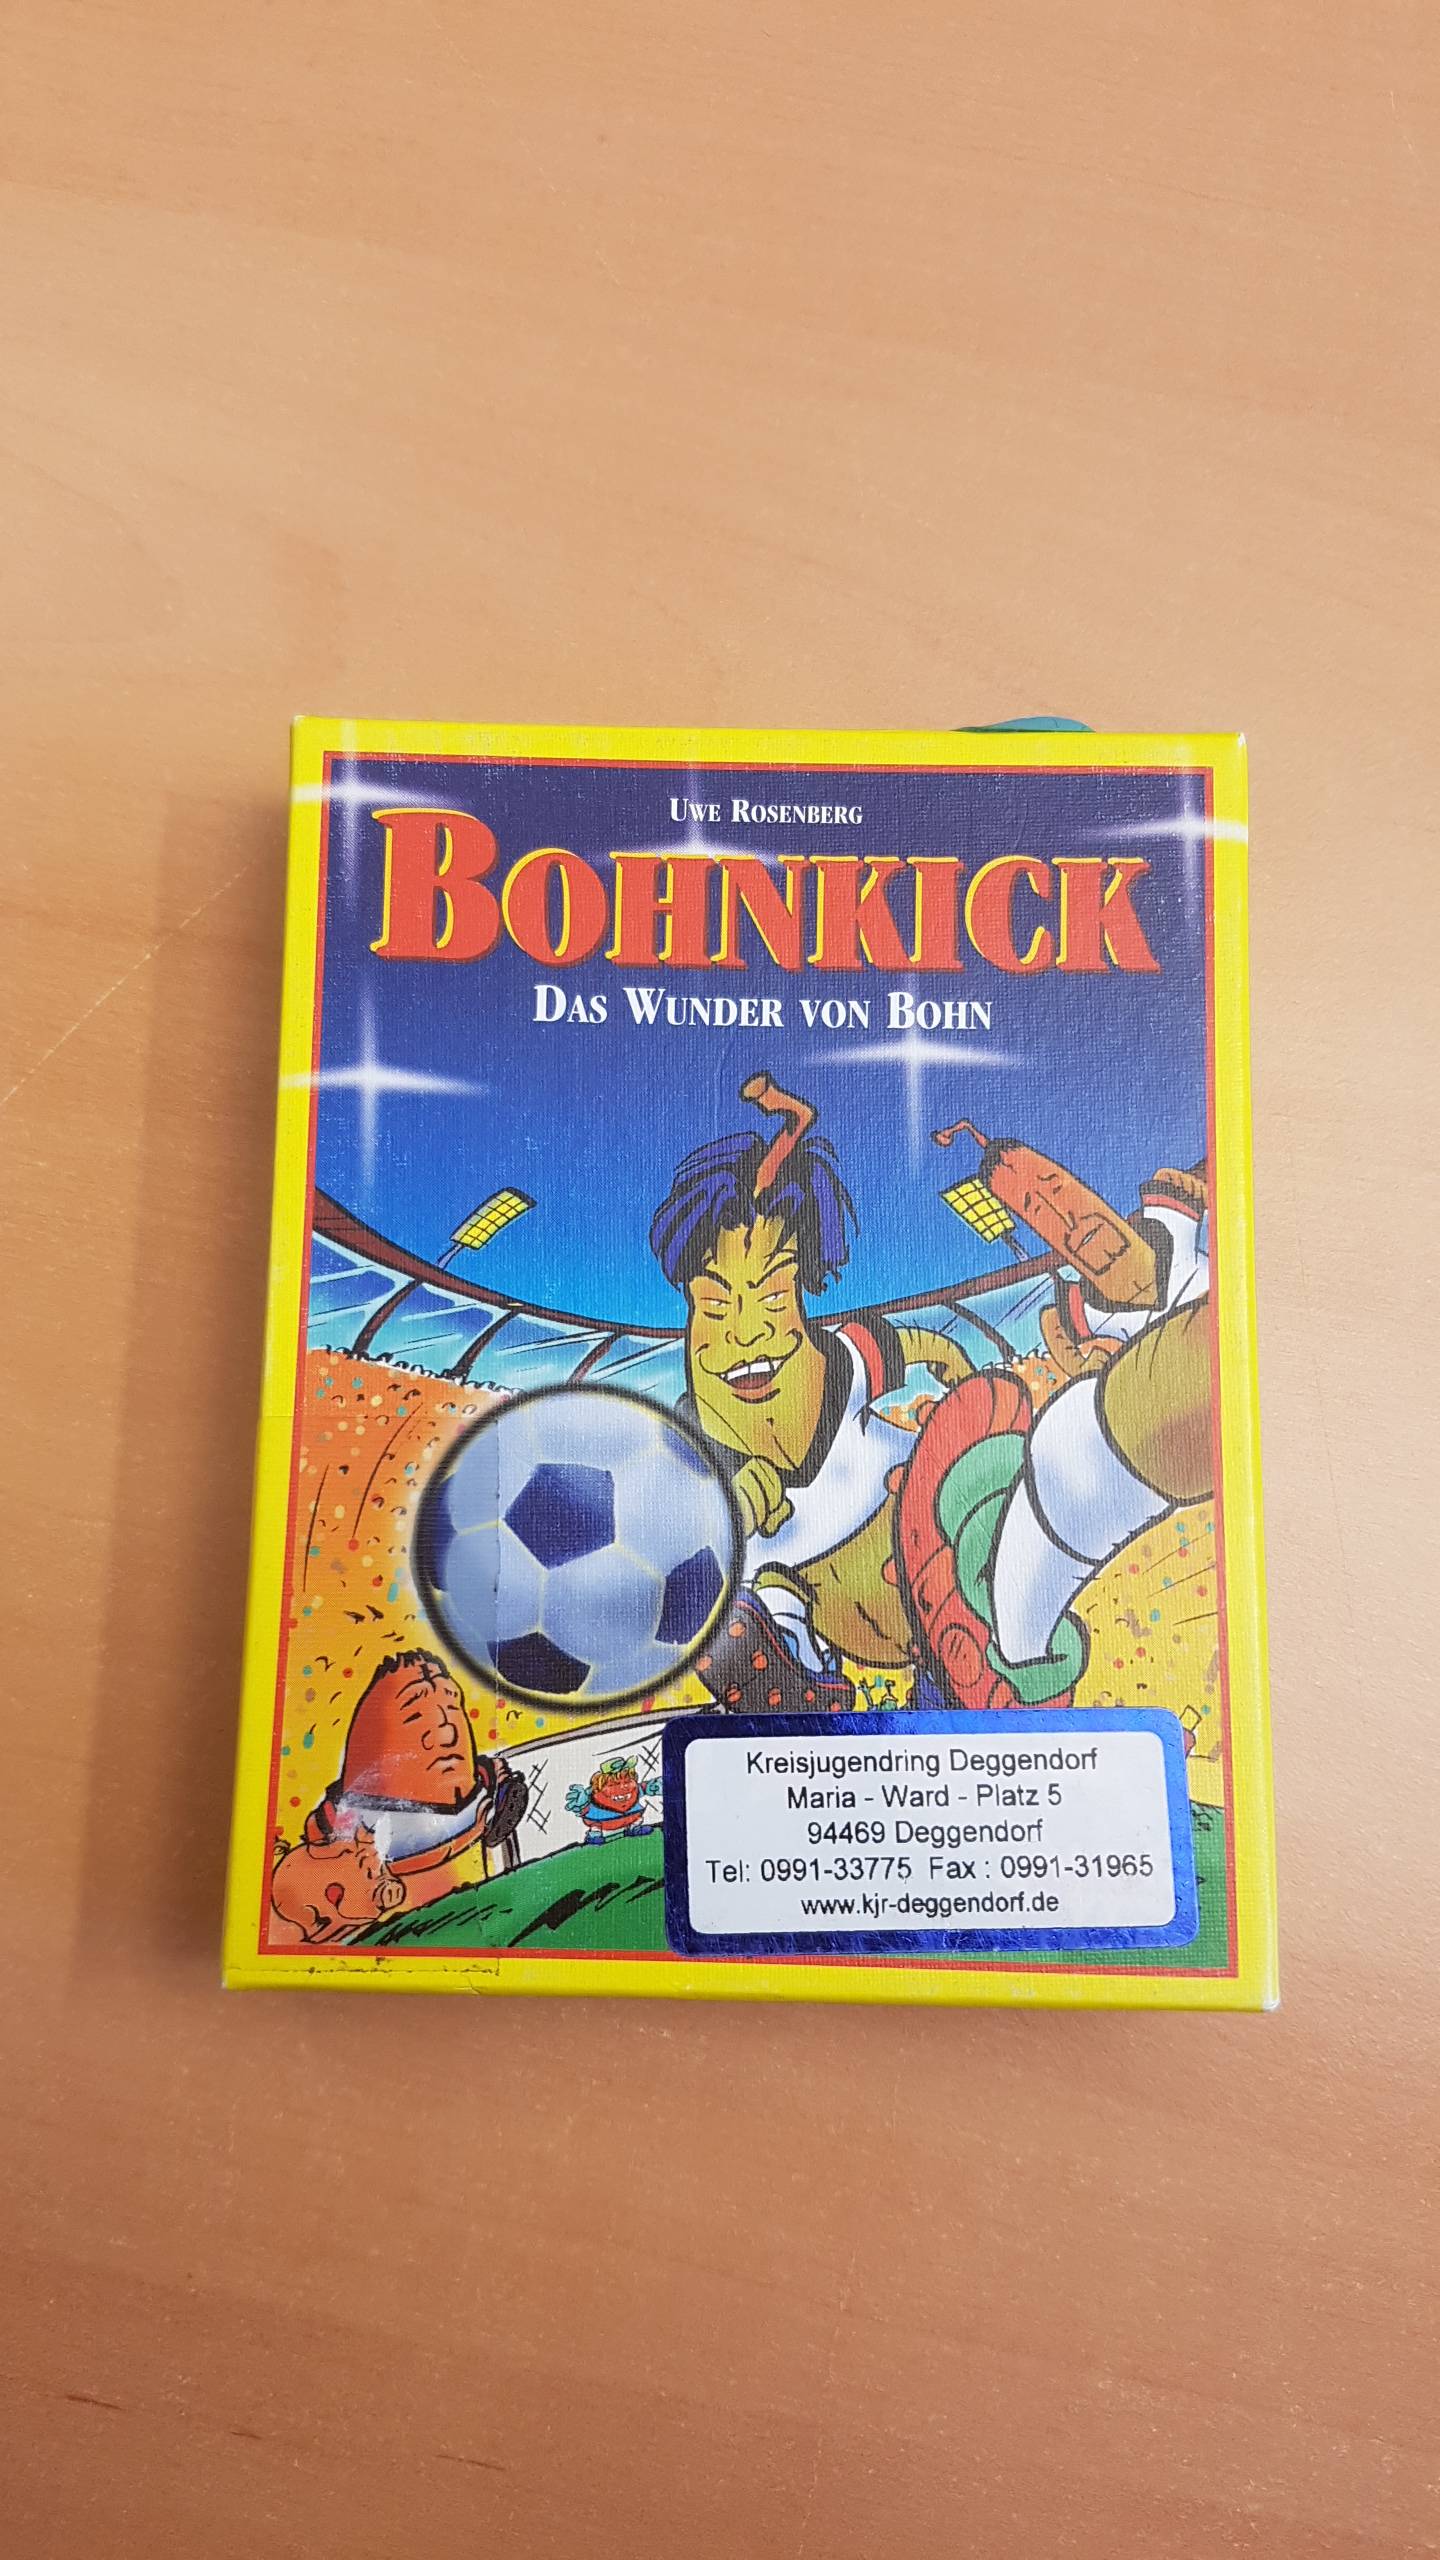 UWE ROSENBERG
BOHNKICK
DAS WUNDER VON BOHN
Kreisjugendring Deggendorf
Maria - Ward - Platz 5
94469 Deggendorf
Tel: 0991-33775 Fax : 0991-31965
www.kjr-deggendorf.de